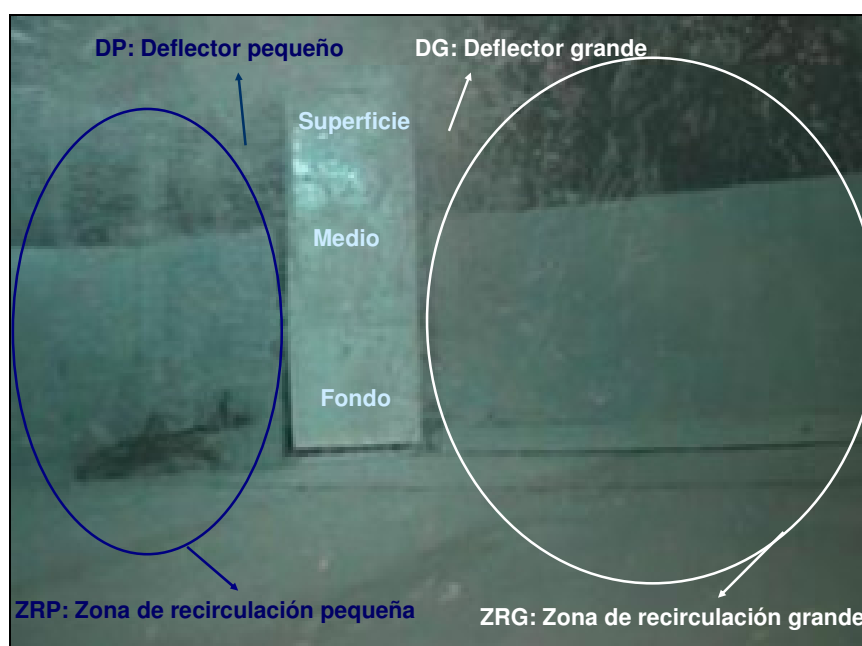 DP: Deflector pequeño
DG: Deflector grande
Superficie
Medio
Fondo
ZRP: Zona de recirculación pequeña
ZRG: Zona de recirculación grande